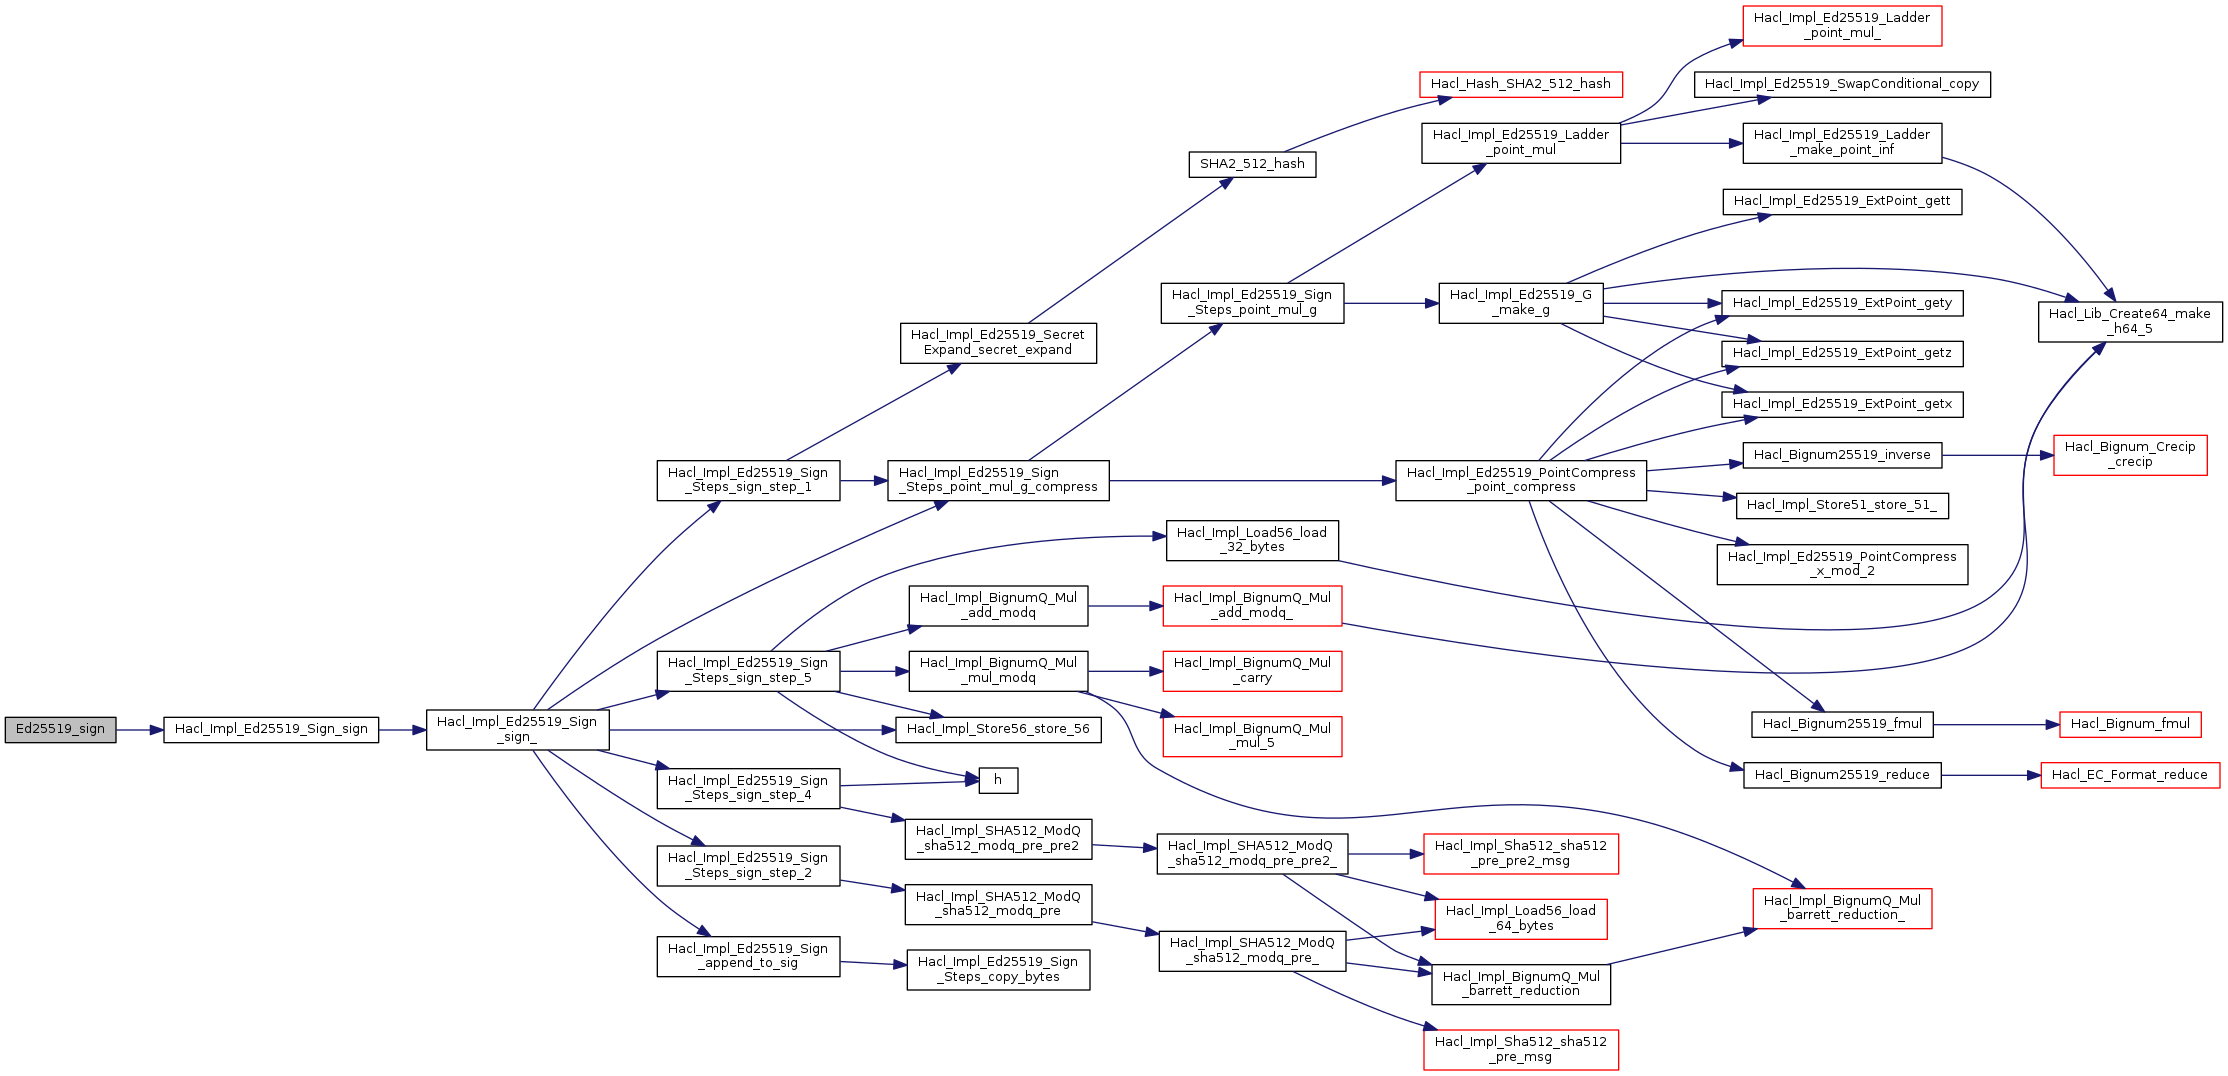 Ed25519_sign
Hacl_Impl_Ed25519_Sign_sign
Hacl_Impl_Ed25519_Sign
_sign_
Hacl_Impl_Ed25519_Sign
_Steps_sign_step_1
Hacl_Impl_Ed25519_Sign
_Steps_sign_step_5
Hacl_Impl_Ed25519_Sign
_Steps_sign_step_4
Hacl_Impl_Ed25519_Sign
_Steps_sign_step_2
Hacl_Impl_Ed25519_Sign
_append_to_sig
Hacl_Impl_Ed25519_Secret
Expand_secret_expand
Hacl_Impl_Ed25519_Sign
_Steps_point_mul_g_compress
Hacl_Impl_BignumQ_Mul
_add_modq
Hacl_Impl_BignumQ_Mul
_mul_modq
Hacl_Impl_Store56_store_56
h
Hacl_Impl_SHA512_ModQ
_sha512_modq_pre_pre2
Hacl_Impl_SHA512_ModQ
_sha512_modq_pre
Hacl_Impl_Ed25519_Sign
_Steps_copy_bytes
SHA2_512_hash
Hacl_Impl_Ed25519_Sign
_Steps_point_mul_g
Hacl_Impl_Load56_load
_32_bytes
Hacl_Impl_BignumQ_Mul
_add_modq_
Hacl_Impl_BignumQ_Mul
_carry
Hacl_Impl_BignumQ_Mul
_mul_5
Hacl_Impl_SHA512_ModQ
_sha512_modq_pre_pre2_
Hacl_Impl_SHA512_ModQ
_sha512_modq_pre_
Hacl_Hash_SHA2_512_hash
Hacl_Impl_Ed25519_Ladder
_point_mul
Hacl_Impl_Ed25519_G
_make_g
Hacl_Impl_Ed25519_PointCompress
_point_compress
Hacl_Impl_Sha512_sha512
_pre_pre2_msg
Hacl_Impl_Load56_load
_64_bytes
Hacl_Impl_BignumQ_Mul
_barrett_reduction
Hacl_Impl_Sha512_sha512
_pre_msg
Hacl_Impl_Ed25519_Ladder
_point_mul_
Hacl_Impl_Ed25519_SwapConditional_copy
Hacl_Impl_Ed25519_Ladder
_make_point_inf
Hacl_Impl_Ed25519_ExtPoint_gett
Hacl_Impl_Ed25519_ExtPoint_gety
Hacl_Impl_Ed25519_ExtPoint_getz
Hacl_Impl_Ed25519_ExtPoint_getx
Hacl_Bignum25519_inverse
Hacl_Impl_Store51_store_51_
Hacl_Impl_Ed25519_PointCompress
_x_mod_2
Hacl_Bignum25519_fmul
Hacl_Bignum25519_reduce
Hacl_Impl_BignumQ_Mul
_barrett_reduction_
Hacl_Lib_Create64_make
_h64_5
Hacl_Bignum_Crecip
_crecip
Hacl_Bignum_fmul
Hacl_EC_Format_reduce